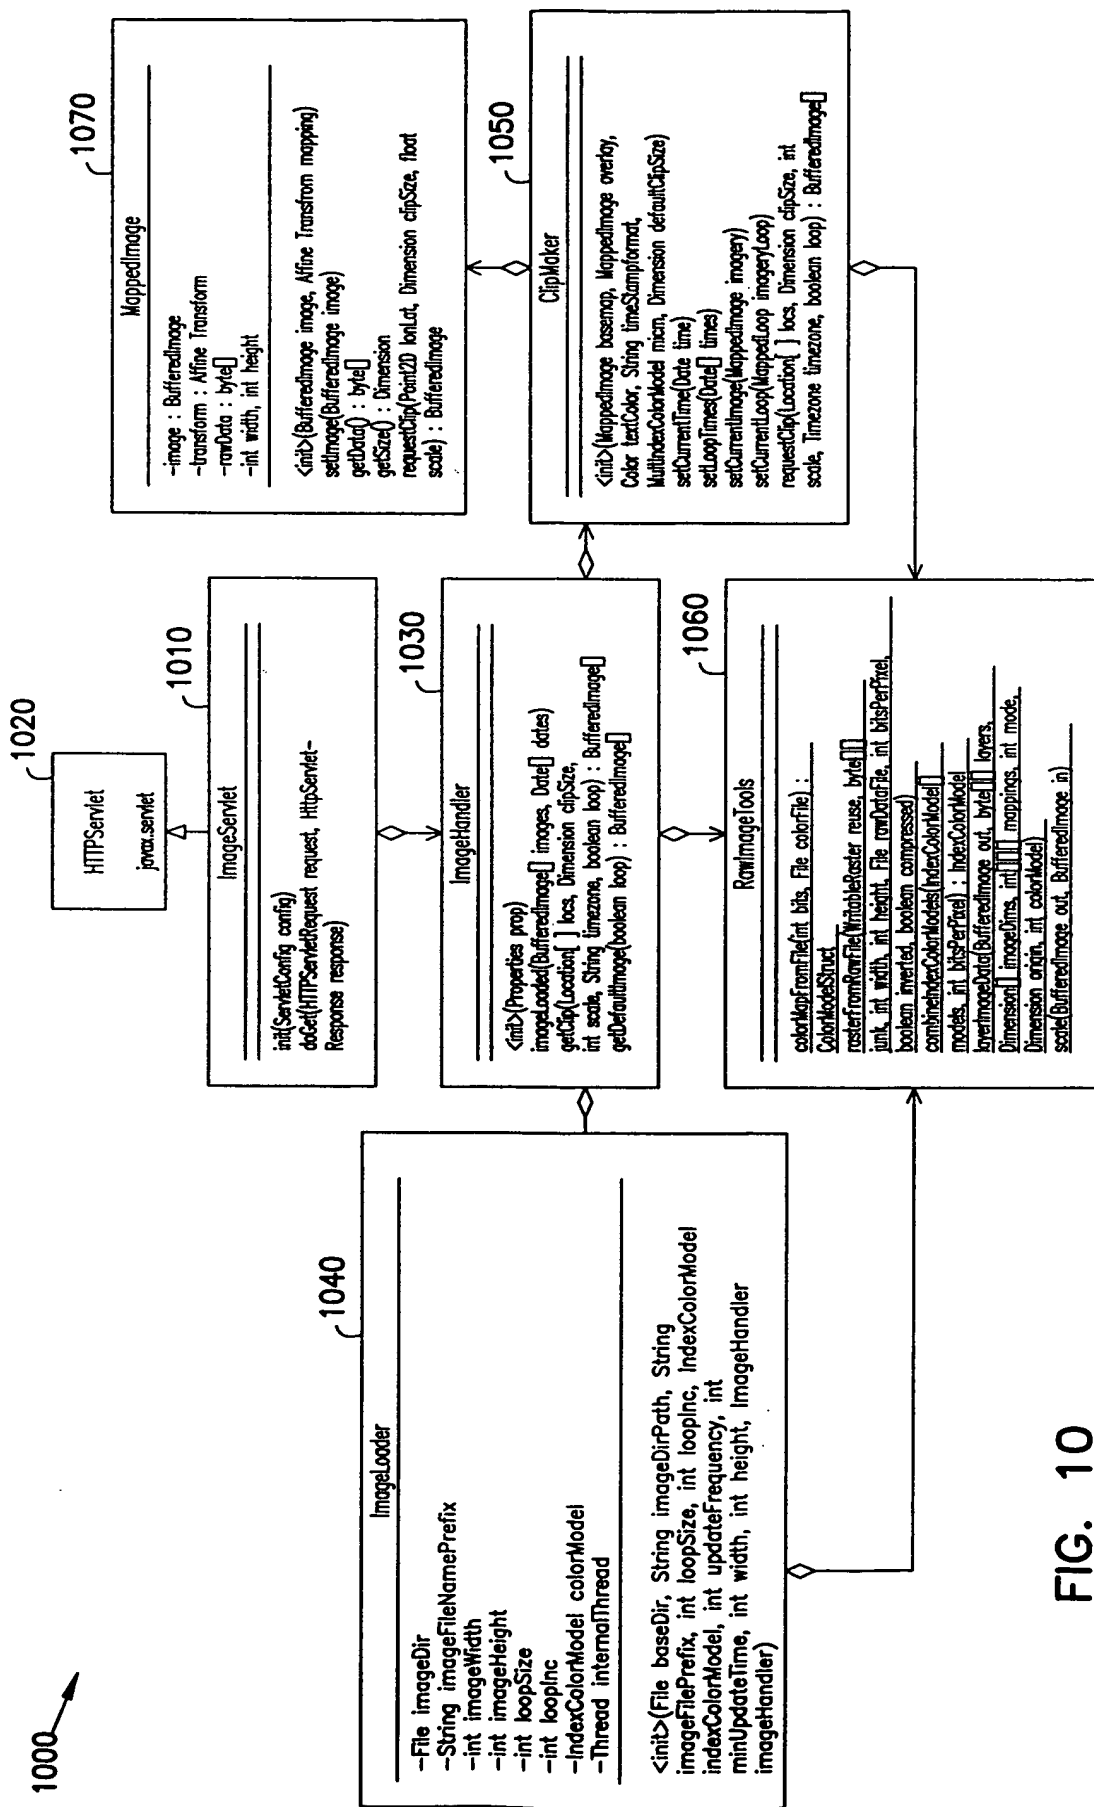 1000
1020
HTTPServlet
javax.servlet
1010
ImageServlet
init(ServletConfig config)
doGet(HTTPServletRequest request, HttpServlet-
Response response)
1070
MappedImage
-image : BufferedImage
-transform : Affine Transform
-rawData : byte[]
-int width, int height
<init>(BufferedImage image, Affine Transfrom mapping)
setImage(BufferedImage image)
getData() : byte[]
getSize() : Dimension
requestClip(Point2D lonLat, Dimension clipSize, float
scale) : BufferedImage
1040
ImageLoader
-File imageDir
-String imageFileNamePrefix
-int imageWidth
-int imageHeight
-int loopSize
-int loopInc
-IndexColorModel colorModel
-Thread internalThread
<init>(File baseDir, String imageDirPath, String
imageFilePrefix, int loopSize, int loopInc, IndexColorModel
indexColorModel, int updateFrequency, int
minUpdateTime, int width, int height, ImageHandler
imageHandler)
1030
ImageHandler
<init>(Properties prop)
imageLoaded(BufferedImage[] images, Date[] dates)
getClip(Location[ ] locs, Dimension clipSize,
int scale, String timezone, boolean loop) : BufferedImage[]
getDefaultImage(boolean loop) : BufferedImage[]
1050
ClipMaker
<init>(MappedImage basemap, MappedImage overlay,
Color textColor, String timeStampformat,
MultiIndexColorModel micm, Dimension defaultClipSize)
setCurrentTime(Date time)
setLoopTimes(Date[] times)
setCurrentImage(MappedImage imagery)
setCurrentLoop(MappedLoop imageryLoop)
requestClip(Location[ ] locs, Dimension clipSize, int
scale, Timezone timezone, boolean loop) : BufferedImage[]
1060
RawImageTools
colorMapFromFile(int bits, File colorFile) :
ColorModelStruct
rasterFromRawFile(WritableRaster reuse, byte[][]
junk, int width, int height, File rawDataFile, int bitsPerPixel,
boolean inverted, boolean compressed)
combineIndexColorModels(IndexColorModel[]
models, int bitsPerPixel) : IndexColorModel
layerImageData(BufferedImage out, byte[][] layers,
Dimension[] imageDims, int[][] mappings, int mode,
Dimension origin, int colorModel)
scale(BufferedImage out, BufferedImage in)
FIG. 10